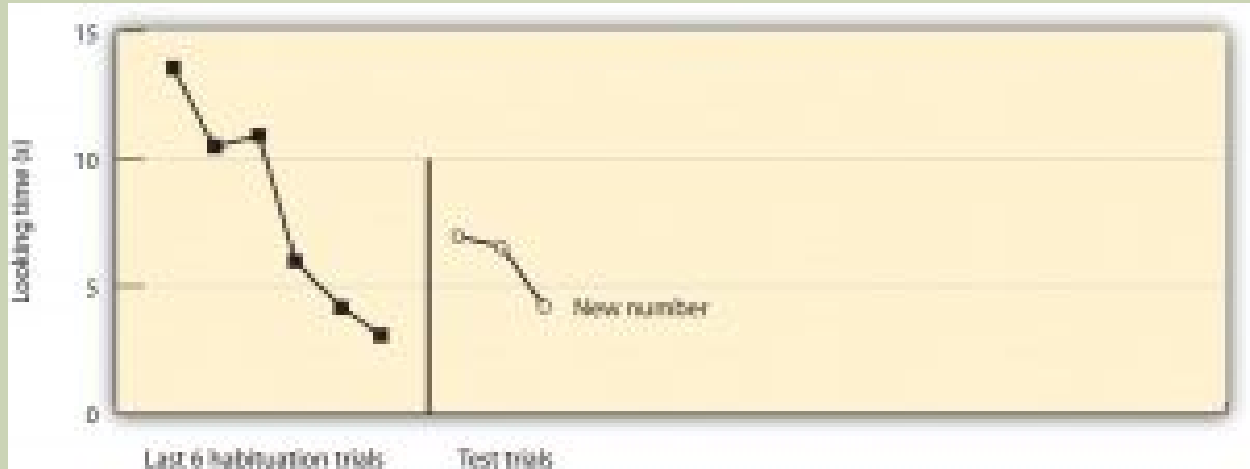 15
10
5
0
Looking time (s)
New number
Last 6 habituation trials
Test trials